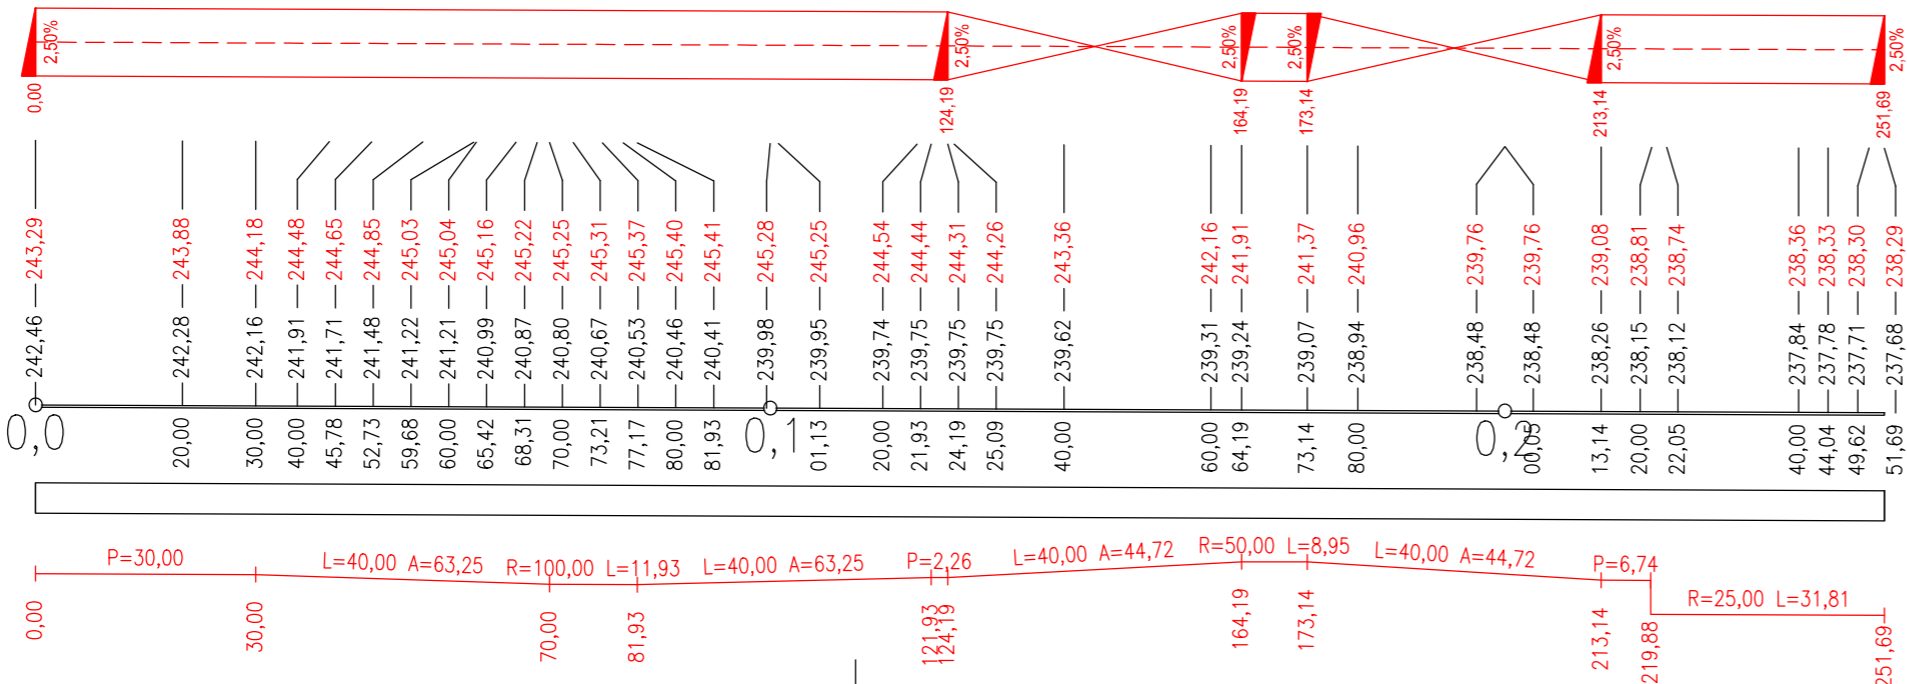 2,50% 2,50% 2,50% 2,50% 2,50% 2,50%
0,00 124,19 164,19 173,14 213,14 251,69
243,29 243,88 244,18 244,48 244,65 244,85 245,03 245,04 245,16 245,22 245,25 245,31 245,37 245,40 245,41 245,28 245,25 244,54 244,44 244,31 244,26 243,36 242,16 241,91 241,37 240,96 239,76 239,76 239,08 238,81 238,74 238,36 238,33 238,30 238,29
242,46 242,28 242,16 241,91 241,71 241,48 241,22 241,21 240,99 240,87 240,80 240,67 240,53 240,46 240,41 239,98 239,95 239,74 239,75 239,75 239,75 239,62 239,31 239,24 239,07 238,94 238,48 238,48 238,26 238,15 238,12 237,84 237,78 237,71 237,68
0,0 20,00 30,00 40,00 45,78 52,73 59,68 60,00 65,42 68,31 70,00 73,21 77,17 80,00 81,93 0,1 01,13 20,00 21,93 24,19 25,09 40,00 60,00 64,19 73,14 80,00 0,2 00,05 13,14 20,00 22,05 40,00 44,04 49,62 51,69
P=30,00 L=40,00 A=63,25 R=100,00 L=11,93 L=40,00 A=63,25 P=2,26 L=40,00 A=44,72 R=50,00 L=8,95 L=40,00 A=44,72 P=6,74 R=25,00 L=31,81
0,00 30,00 70,00 81,93 121,93 124,19 164,19 173,14 213,14 219,88 251,69